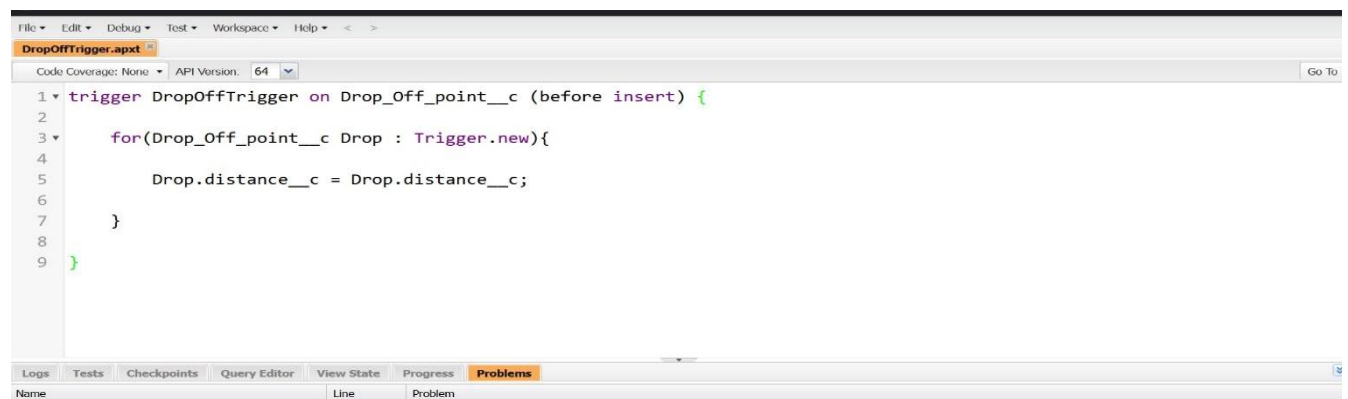 File Edit Debug Test Workspace Help < >
DropOffTrigger.apxt
Code Coverage: None API Version: 64 Go To
1 trigger DropOffTrigger on Drop_Off_point__c (before insert) {
2
3 for(Drop_Off_point__c Drop : Trigger.new){
4
5 Drop.distance__c = Drop.distance__c;
6
7 }
8
9 }
Logs Tests Checkpoints Query Editor View State Progress Problems
Name Line Problem